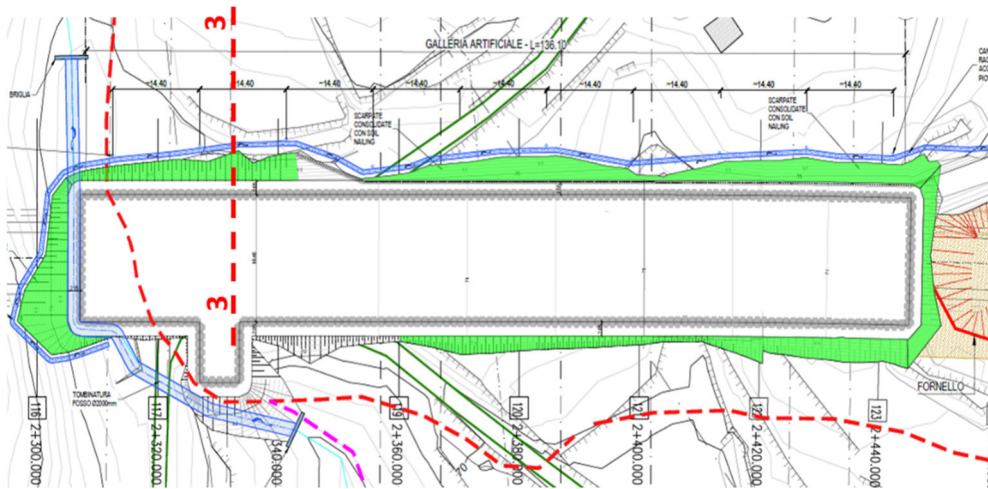 3
GALLERIA ARTIFICIALE - L=136.10
BRIGLIA
~14.40
~14.40
~14.40
~14.40
~14.40
~14.40
~14.40
~14.40
~14.40
SCARPATE
CONSOLIDATE
CON SOIL
NAILING
SCARPATE
CONSOLIDATE
CON SOIL
NAILING
3
TOMBINATURA
FOSSO Ø2000mm
FORNELLO
70
116
2+300.000
117
2+320.000
340.000
119
2+360.000
120
2+380.000
121
2+400.000
122
2+420.000
123
2+440.000